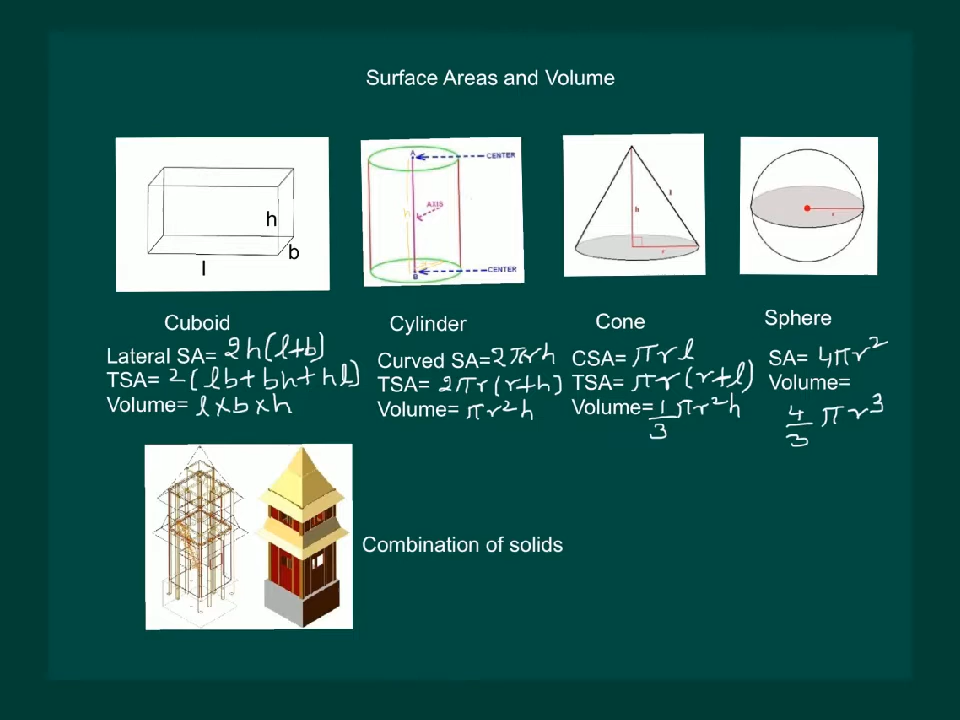 Surface Areas and Volume
h
b
l
A
CENTER
AXIS
h
B
CENTER
l
h
r
r
Cuboid
Lateral SA= 2h(l+b)
TSA= 2(lb+bh+hl)
Volume= l×b×h
Cylinder
Curved SA=2πrh
TSA= 2πr(r+h)
Volume= πr²h
Cone
CSA= πrl
TSA= πr(r+l)
Volume= 1/3 πr²h
Sphere
SA= 4πr²
Volume=
4/3 πr³
Combination of solids